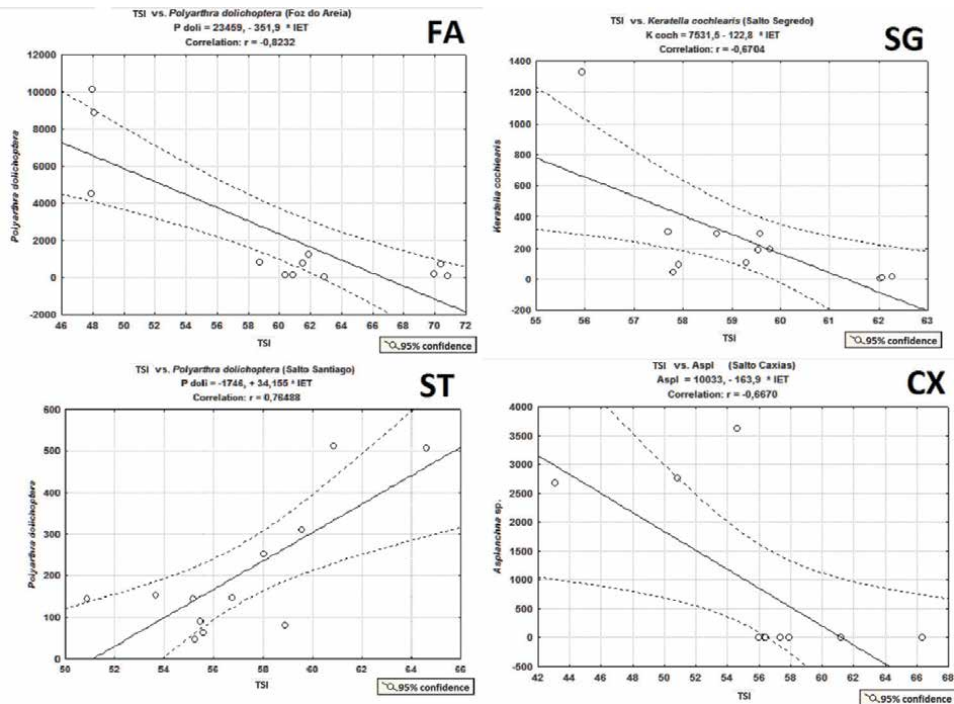 TSI vs. Polyarthra dolichoptera (Foz do Areia)
P doli = 23459, - 351,9 * IET
Correlation: r = -0,8232
FA
12000
10000
8000
6000
4000
2000
0
-2000
Polyarthra dolichoptera
46 48 50 52 54 56 58 60 62 64 66 68 70 72
TSI
95% confidence
TSI vs. Keratella cochlearis (Salto Segredo)
K coch = 7531,5 - 122,8 * IET
Correlation: r = -0,6704
SG
1400
1200
1000
800
600
400
200
0
-200
Keratella cochlearis
55 56 57 58 59 60 61 62 63
TSI
95% confidence
TSI vs. Polyarthra dolichoptera (Salto Santiago)
P doli = -1746, + 34,155 * IET
Correlation: r = 0,76488
ST
600
500
400
300
200
100
0
Polyarthra dolichoptera
50 52 54 56 58 60 62 64 66
TSI
95% confidence
TSI vs. Aspl (Salto Caxias)
Aspl = 10033, - 163,9 * IET
Correlation: r = -0,6670
CX
4000
3500
3000
2500
2000
1500
1000
500
0
-500
Asplanchna sp.
42 44 46 48 50 52 54 56 58 60 62 64 66 68
TSI
95% confidence